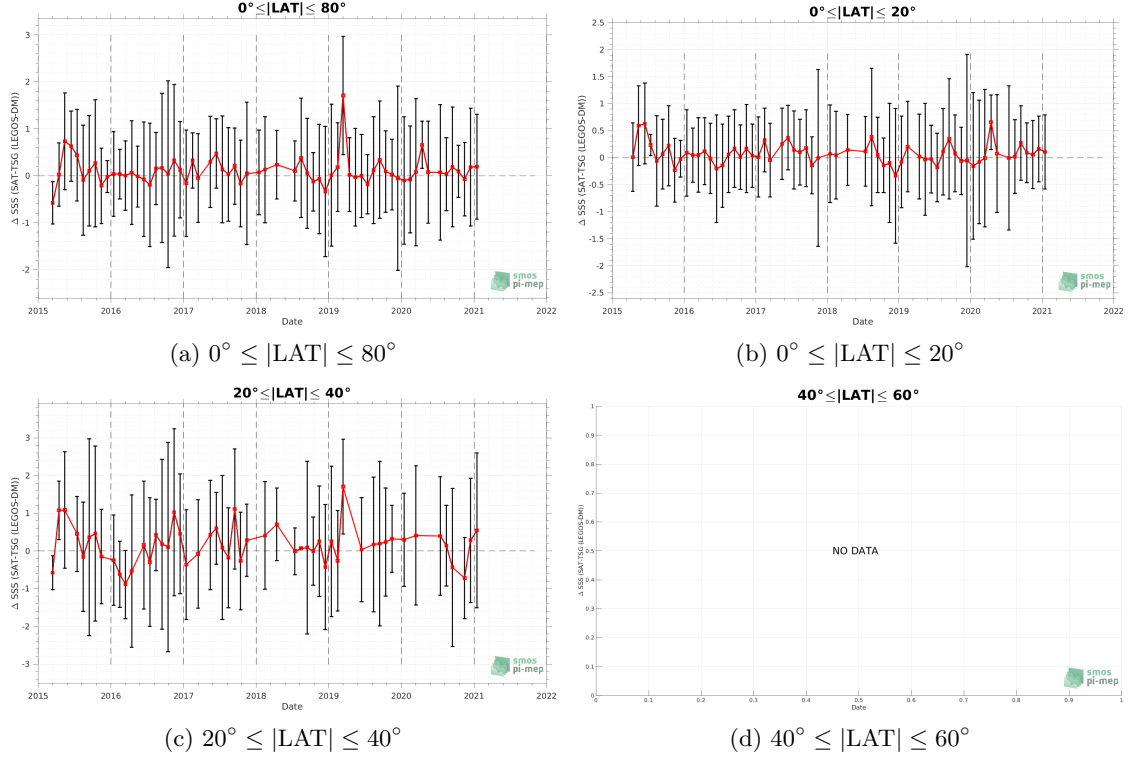 0°≤|LAT|≤ 80°
Δ SSS (SAT-TSG (LEGOS-DM))
3
2
1
0
-1
-2
2015 2016 2017 2018 2019 2020 2021 2022
Date
smos
pi-mep
(a) 0° ≤ |LAT| ≤ 80°
0°≤|LAT|≤ 20°
Δ SSS (SAT-TSG (LEGOS-DM))
2.5
2
1.5
1
0.5
0
-0.5
-1
-1.5
-2
-2.5
2015 2016 2017 2018 2019 2020 2021 2022
Date
smos
pi-mep
(b) 0° ≤ |LAT| ≤ 20°
20°≤|LAT|≤ 40°
Δ SSS (SAT-TSG (LEGOS-DM))
3
2
1
0
-1
-2
-3
2015 2016 2017 2018 2019 2020 2021 2022
Date
smos
pi-mep
(c) 20° ≤ |LAT| ≤ 40°
40°≤|LAT|≤ 60°
Δ SSS (SAT-TSG (LEGOS-DM))
1
0.9
0.8
0.7
0.6
0.5
0.4
0.3
0.2
0.1
0
NO DATA
0.1 0.2 0.3 0.4 0.5 0.6 0.7 0.8 0.9 1
Date
smos
pi-mep
(d) 40° ≤ |LAT| ≤ 60°